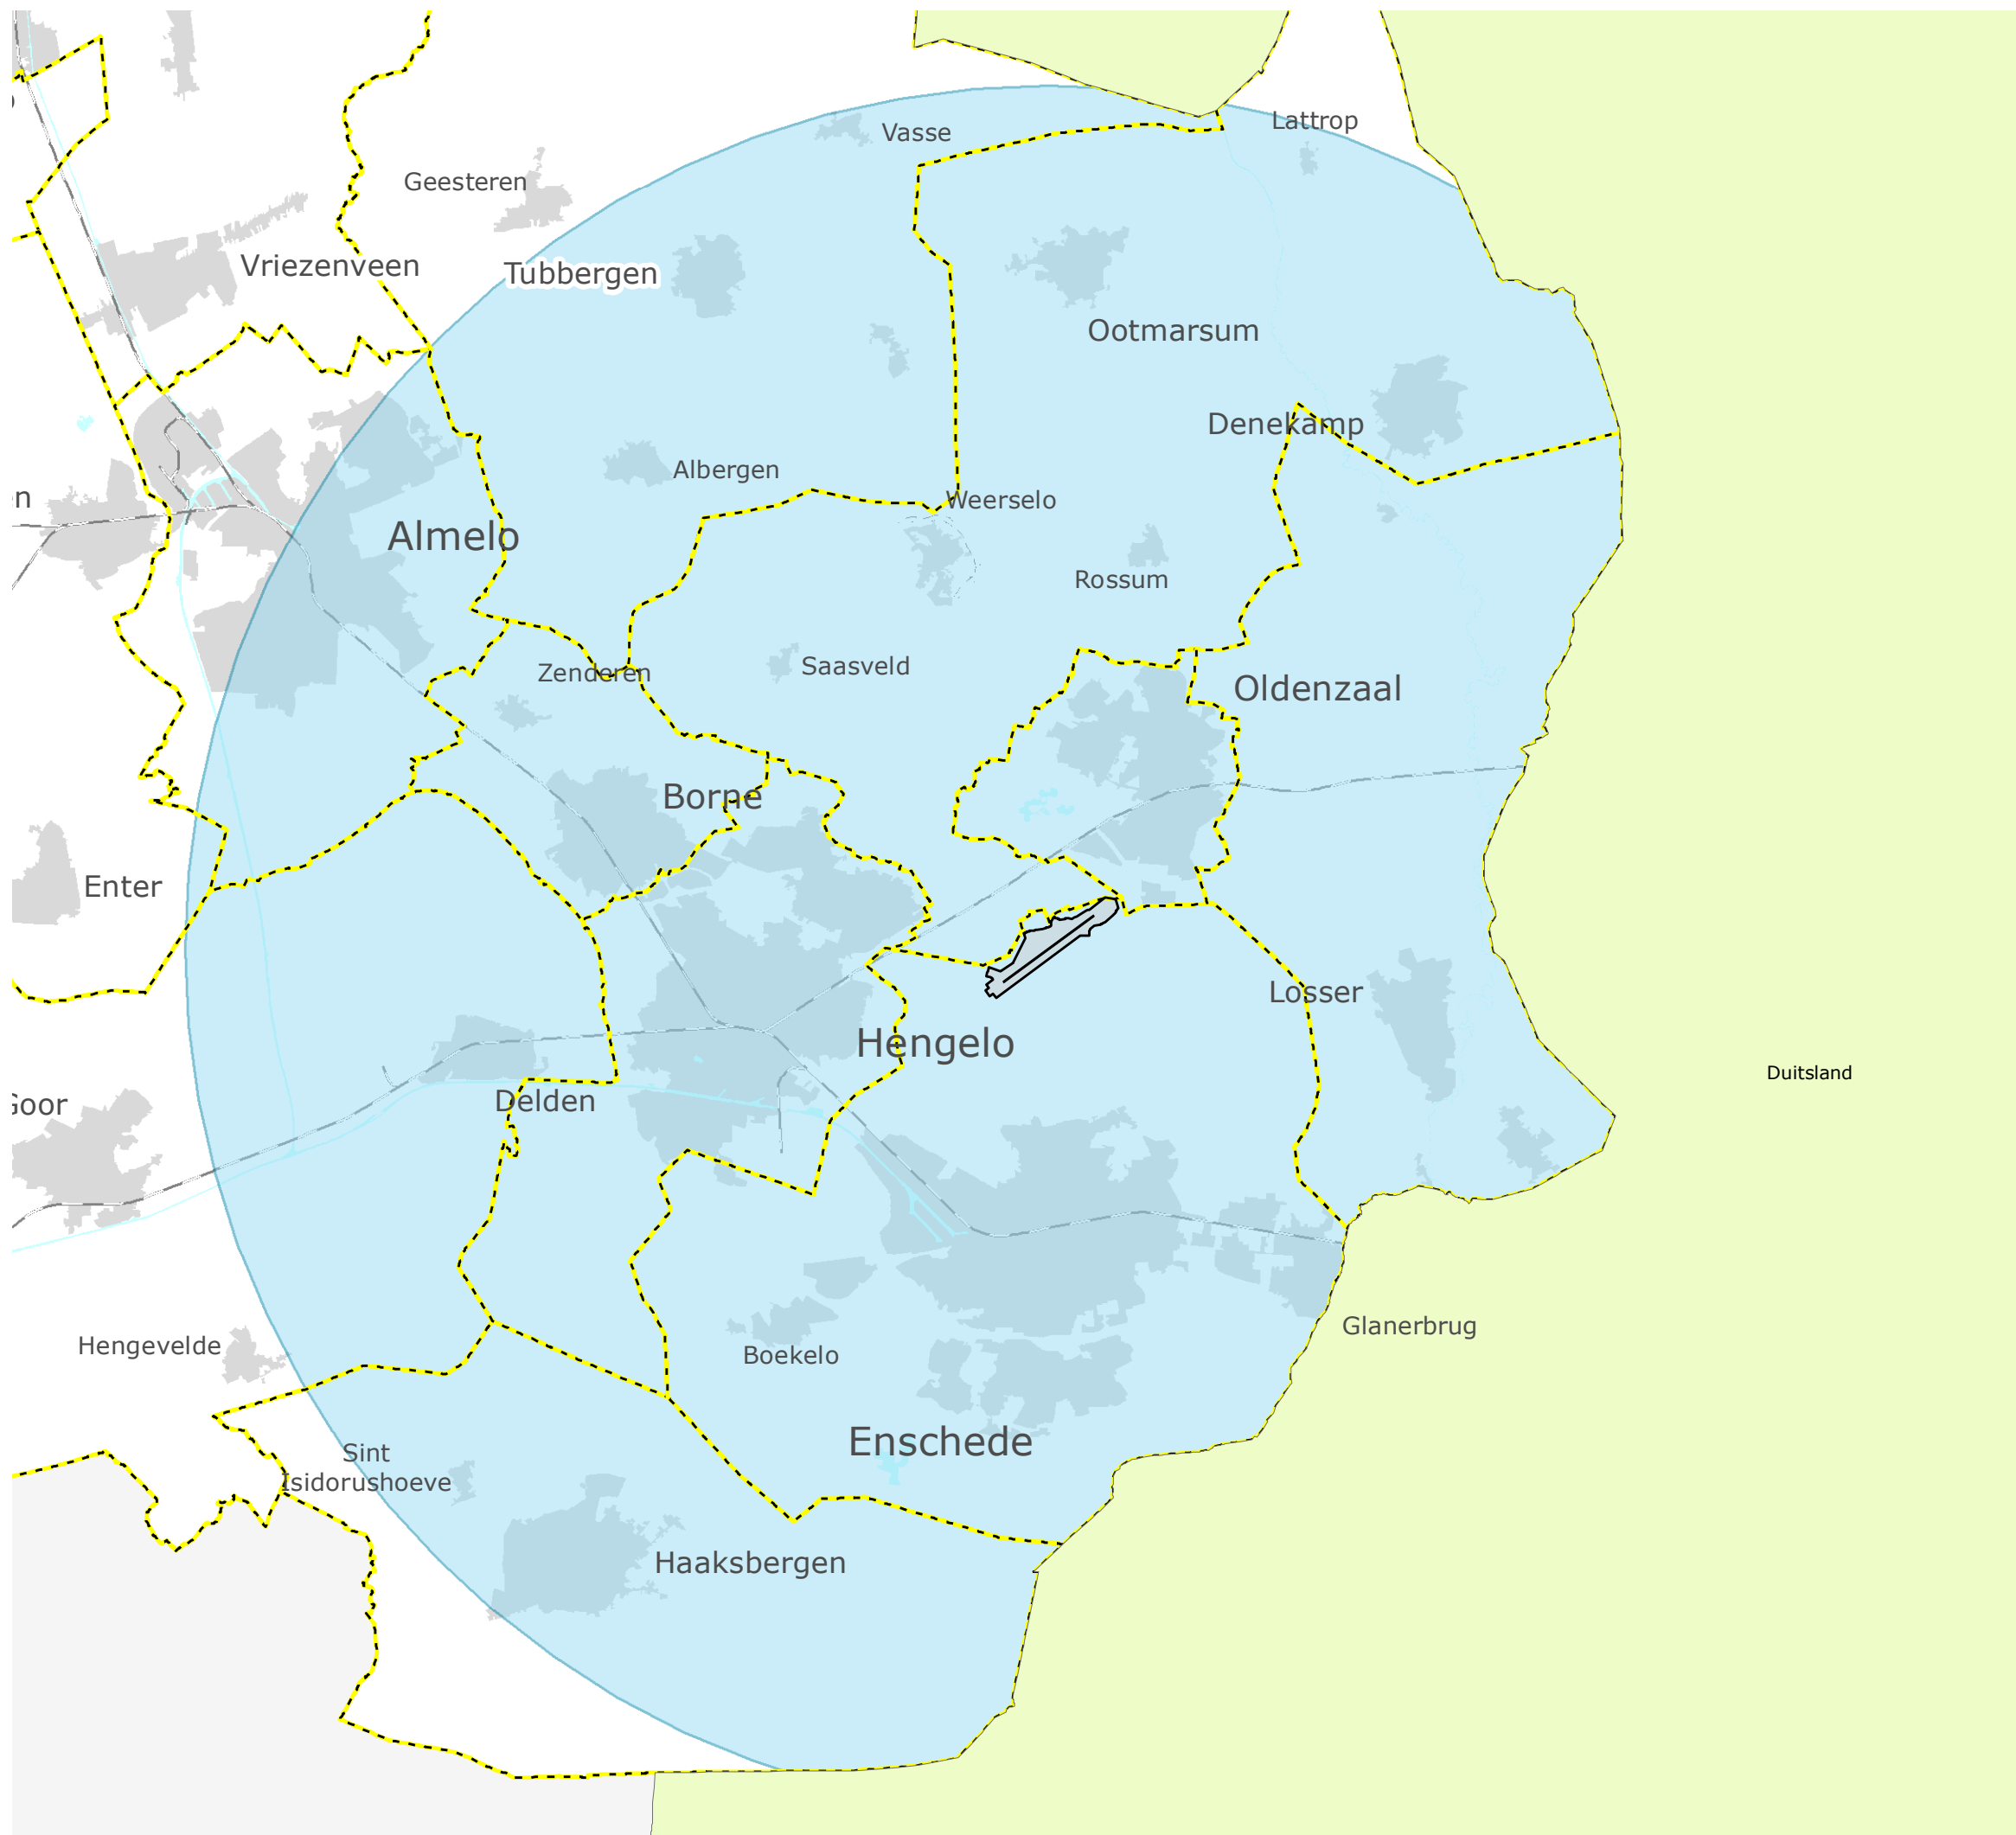 Lattrop
Vasse
Geesteren
Vriezenveen
Tubbergen
Ootmarsum
Denekamp
Albergen
Weerselo
Almelo
Rossum
Zenderen
Saasveld
Oldenzaal
Borne
Enter
Losser
Hengelo
Duitsland
Goor
Delden
Glanerbrug
Hengevelde
Boekelo
Enschede
Sint
Isidorushoeve
Haaksbergen